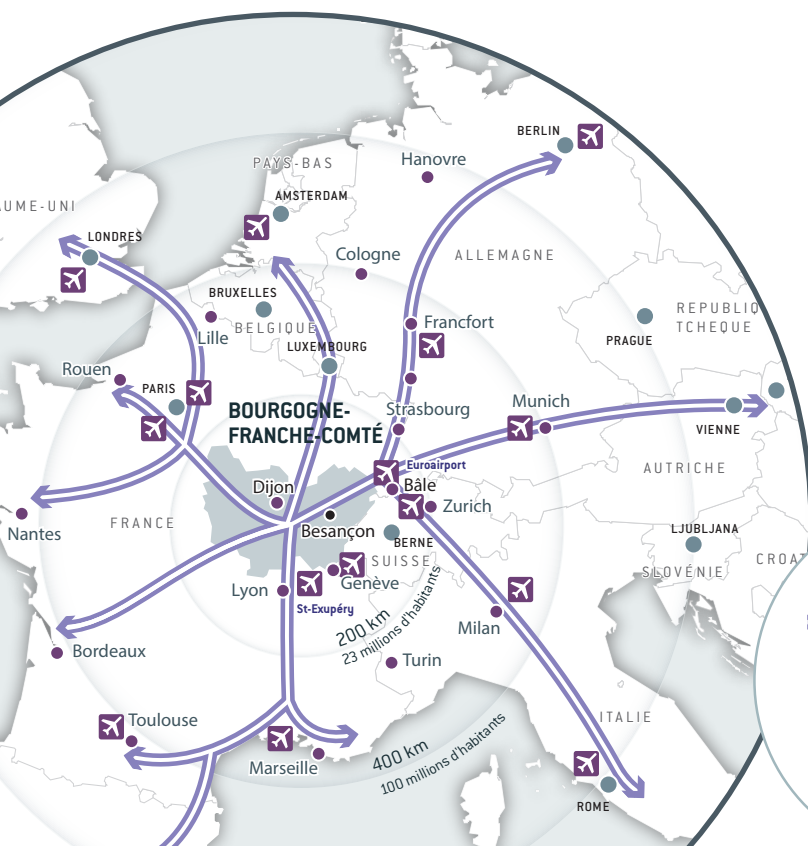 BERLIN
Hanovre
PAYS-BAS
AMSTERDAM
AUME-UNI
LONDRES
Cologne
ALLEMAGNE
BRUXELLES
BELGIQUE
Lille
LUXEMBOURG
Francfort
REPUBLIQ
TCHEQUE
PRAGUE
Rouen
PARIS
BOURGOGNE-
FRANCHE-COMTÉ
Strasbourg
Munich
VIENNE
Euroairport
Bâle
AUTRICHE
Dijon
Zurich
Nantes
FRANCE
Besançon
BERNE
LJUBLJANA
SUISSE
SLOVÉNIE
CROAT
Lyon
Genève
St-Exupéry
200 km
23 millions d'habitants
Milan
Bordeaux
Turin
Toulouse
ITALIE
Marseille
400 km
100 millions d'habitants
ROME